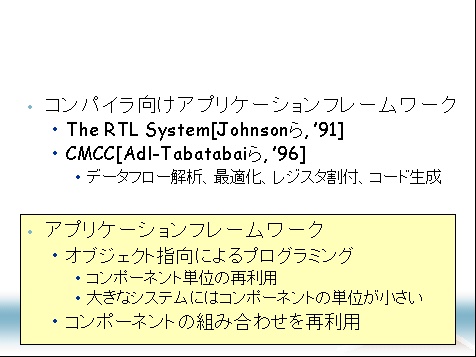 • コンパイラ向けアプリケーションフレームワーク
• The RTL System[Johnsonら, '91]
• CMCC[Adl-Tabatabaiら, '96]
• データフロー解析、最適化、レジスタ割付、コード生成
• アプリケーションフレームワーク
• オブジェクト指向によるプログラミング
• コンポーネント単位の再利用
• 大きなシステムにはコンポーネントの単位が小さい
• コンポーネントの組み合わせを再利用